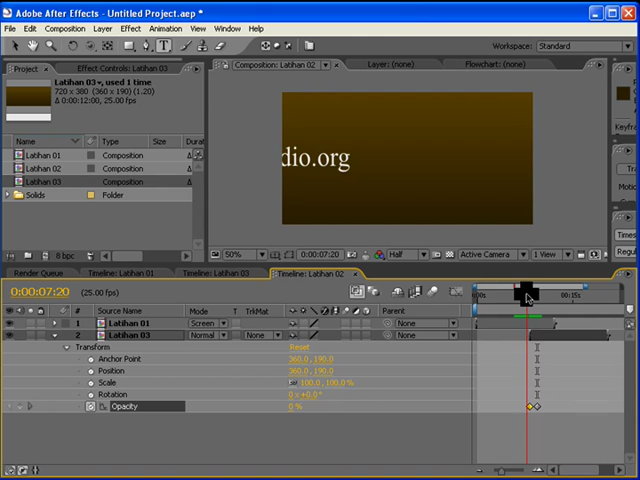 Adobe After Effects - Untitled Project.aep *
File Edit Composition Layer Effect Animation View Window Help
Workspace: Standard
Project Effect Controls: Latihan 03
Composition: Latihan 02 Layer: (none) Flowchart: (none)
Latihan 03, used 1 time
720 x 380 (360 x 190) (1.20)
Δ 0:00:12:00, 25.00 fps
Name Type Size Durat
Latihan 01 Composition
Latihan 02 Composition
Latihan 03 Composition
Solids Folder
dio.org
8 bpc
50% 0:00:07:20 Half Active Camera 1 View
Render Queue Timeline: Latihan 01 Timeline: Latihan 03 Timeline: Latihan 02
0:00:07:20 (25.00 fps)
00s 00:15s
# Source Name Mode T TrkMat Parent
1 Latihan 01 Screen None
2 Latihan 03 Normal None None
Transform Reset
Anchor Point 360.0, 190.0
Position 360.0, 190.0
Scale 100.0, 100.0%
Rotation 0 x +0.0°
Opacity 0 %